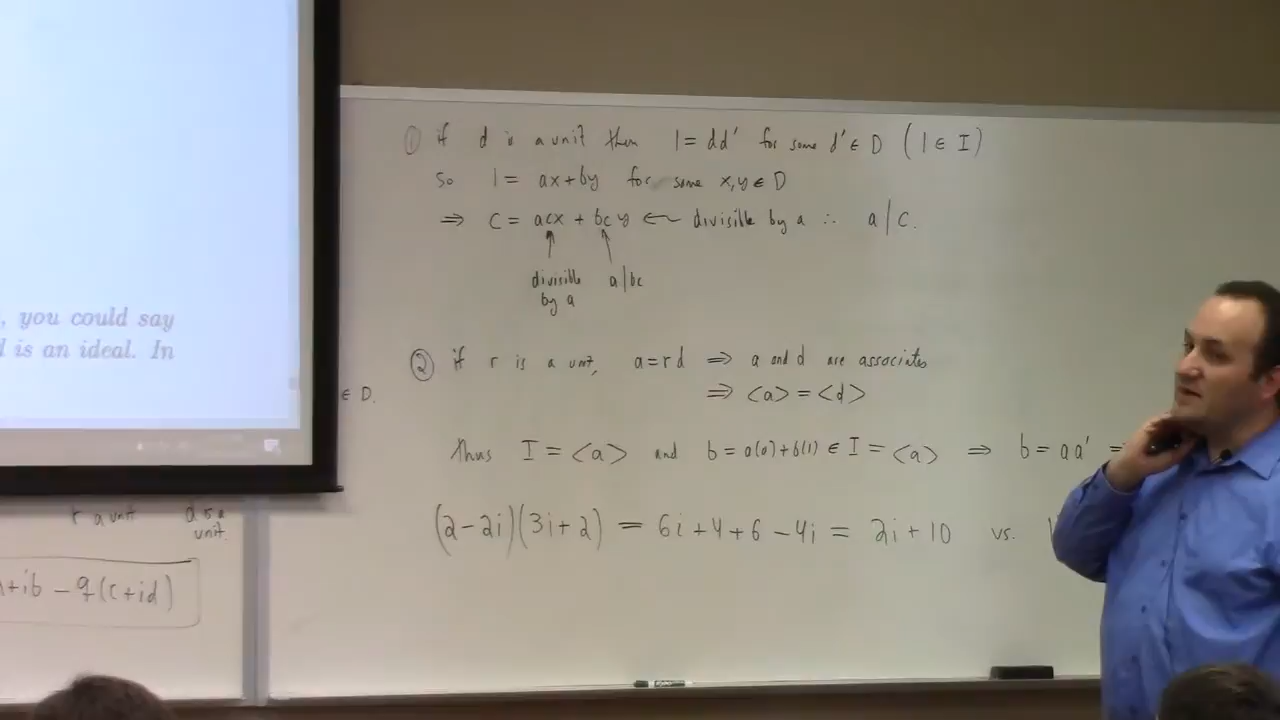 , you could say
d is an ideal. In
∈ D.
r a unit
d is a unit.
+ib - q(c+id)
① if d is a unit then 1 = dd' for some d' ∈ D (1 ∈ I)
so 1 = ax+by for some x,y ∈ D
⇒ c = acx + bcy ← divisible by a ∴ a|c.
divisible a|bc
by a
② if r is a unit, a = rd ⇒ a and d are associates
⇒ <a> = <d>
thus I = <a> and b = a(0)+b(1) ∈ I = <a> ⇒ b = aa' =
(2-2i)(3i+2) = 6i+4+6-4i = 2i+10 vs.